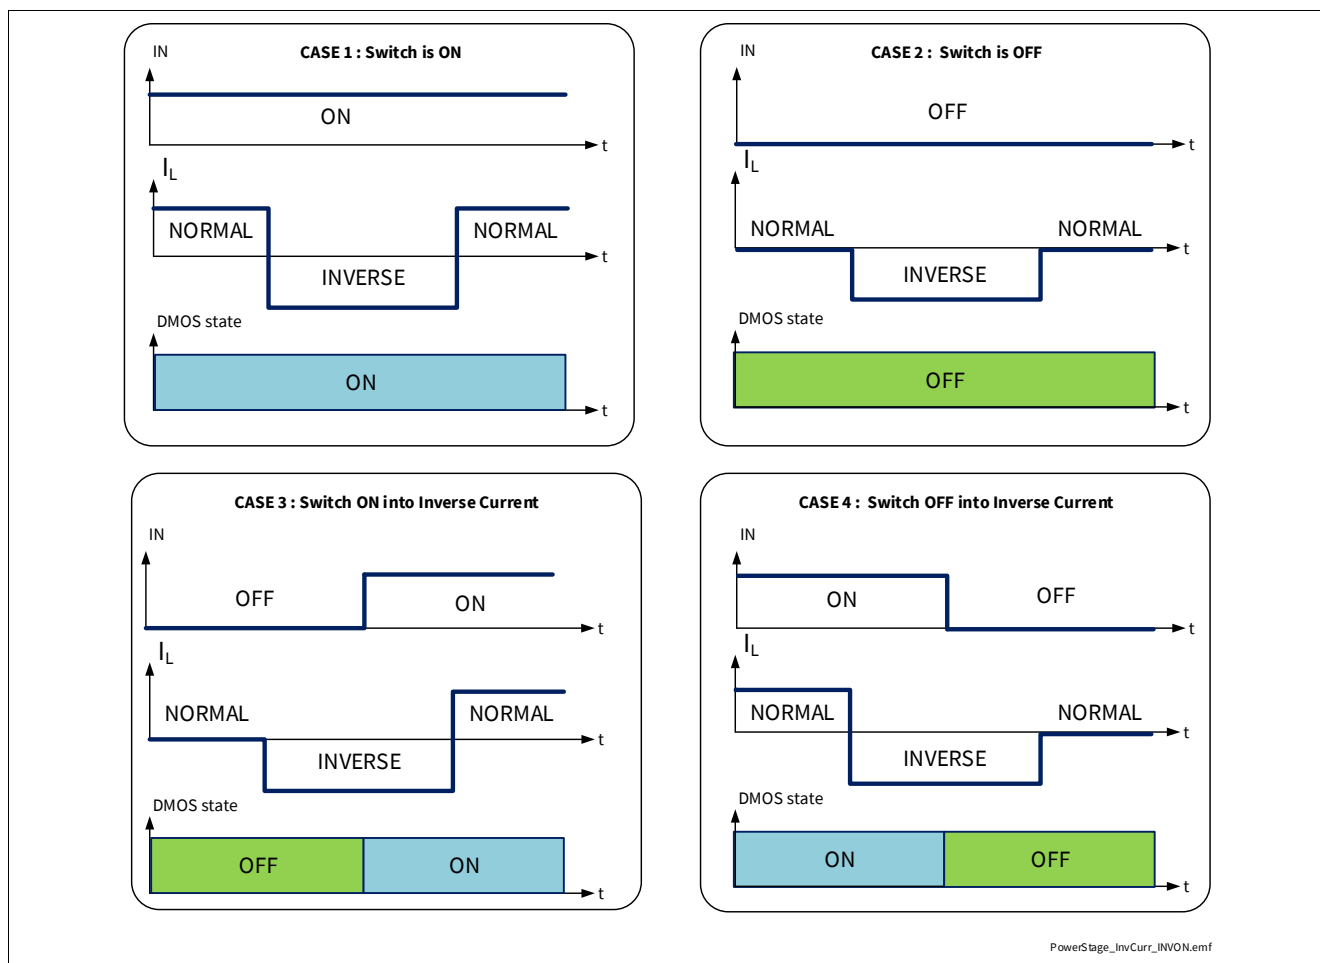 CASE 1 : Switch is ON
IN
ON
t
IL
NORMAL
NORMAL
t
INVERSE
DMOS state
ON
t
CASE 2 : Switch is OFF
IN
OFF
t
IL
NORMAL
NORMAL
t
INVERSE
DMOS state
OFF
t
CASE 3 : Switch ON into Inverse Current
IN
OFF
ON
t
IL
NORMAL
NORMAL
t
INVERSE
DMOS state
OFF
ON
t
CASE 4 : Switch OFF into Inverse Current
IN
ON
OFF
t
IL
NORMAL
NORMAL
t
INVERSE
DMOS state
ON
OFF
t
PowerStage_InvCurr_INVON.emf